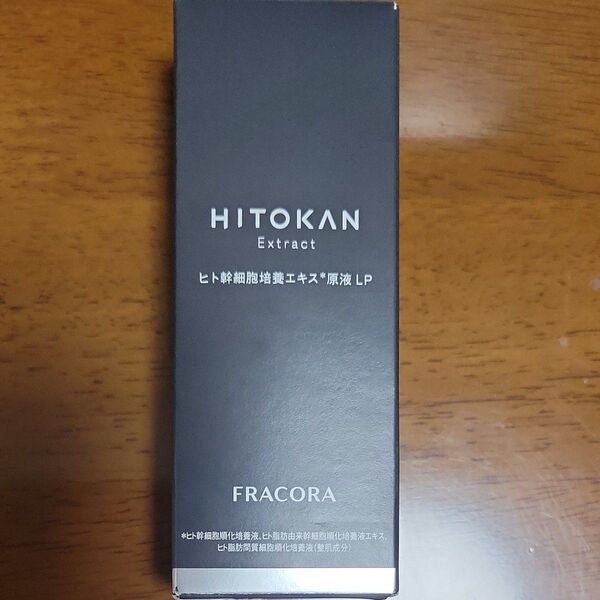 HITOKAN
Extract
ヒト幹細胞培養エキス*原液 LP
FRACORA
*ヒト幹細胞順化培養液、ヒト脂肪由来幹細胞順化培養液エキス、
ヒト脂肪間質細胞順化培養液(整肌成分)